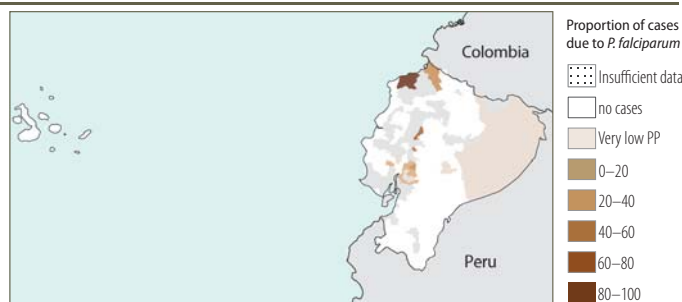 Proportion of cases
due to P. falciparum
Colombia
Insufficient data
no cases
Very low PP
0–20
20–40
40–60
60–80
80–100
Peru